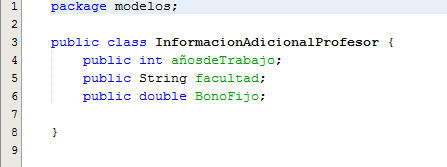 1 package modelos;
2
3 public class InformacionAdicionalProfesor {
4 public int añosdeTrabajo;
5 public String facultad;
6 public double BonoFijo;
7
8 }
9